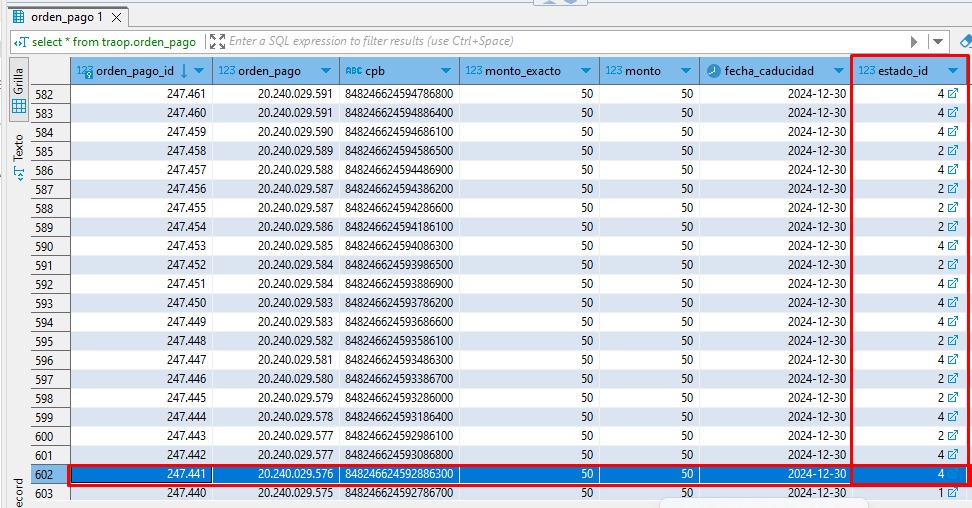 orden_pago 1
select * from traop.orden_pago Enter a SQL expression to filter results (use Ctrl+Space)
Grilla
Texto
123 orden_pago_id 123 orden_pago ABC cpb 123 monto_exacto 123 monto fecha_caducidad 123 estado_id
582 247.461 20.240.029.591 848246624594786800 50 50 2024-12-30 4
583 247.460 20.240.029.591 848246624594886400 50 50 2024-12-30 4
584 247.459 20.240.029.590 848246624594686100 50 50 2024-12-30 4
585 247.458 20.240.029.589 848246624594586500 50 50 2024-12-30 2
586 247.457 20.240.029.588 848246624594486900 50 50 2024-12-30 4
587 247.456 20.240.029.587 848246624594386200 50 50 2024-12-30 2
588 247.455 20.240.029.587 848246624594286600 50 50 2024-12-30 2
589 247.454 20.240.029.586 848246624594186100 50 50 2024-12-30 2
590 247.453 20.240.029.585 848246624594086300 50 50 2024-12-30 4
591 247.452 20.240.029.584 848246624593986500 50 50 2024-12-30 2
592 247.451 20.240.029.584 848246624593886900 50 50 2024-12-30 4
593 247.450 20.240.029.583 848246624593786200 50 50 2024-12-30 4
594 247.449 20.240.029.583 848246624593686600 50 50 2024-12-30 4
595 247.448 20.240.029.582 848246624593586100 50 50 2024-12-30 2
596 247.447 20.240.029.581 848246624593486300 50 50 2024-12-30 4
597 247.446 20.240.029.580 848246624593386700 50 50 2024-12-30 2
598 247.445 20.240.029.579 848246624593286000 50 50 2024-12-30 2
599 247.444 20.240.029.578 848246624593186400 50 50 2024-12-30 4
600 247.443 20.240.029.577 848246624592986100 50 50 2024-12-30 2
601 247.442 20.240.029.577 848246624593086800 50 50 2024-12-30 4
602 247.441 20.240.029.576 848246624592886300 50 50 2024-12-30 4
603 247.440 20.240.029.575 848246624592786700 50 50 2024-12-30 1
ecord